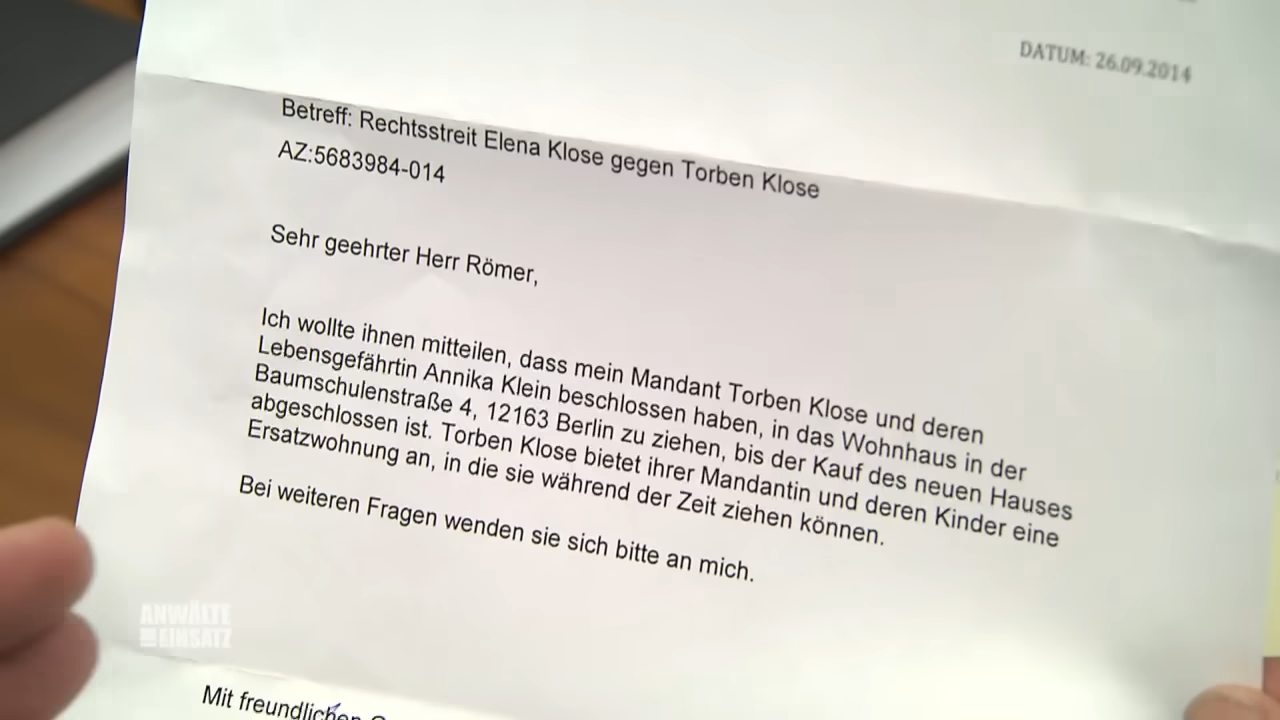 DATUM: 26.09.2014
Betreff: Rechtsstreit Elena Klose gegen Torben Klose
AZ:5683984-014
Sehr geehrter Herr Römer,
Ich wollte ihnen mitteilen, dass mein Mandant Torben Klose und deren
Lebensgefährtin Annika Klein beschlossen haben, in das Wohnhaus in der
Baumschulenstraße 4, 12163 Berlin zu ziehen, bis der Kauf des neuen Hauses
abgeschlossen ist. Torben Klose bietet ihrer Mandantin und deren Kinder eine
Ersatzwohnung an, in die sie während der Zeit ziehen können.
Bei weiteren Fragen wenden sie sich bitte an mich.
ANWÄLTE
IM EINSATZ
Mit freundlichen